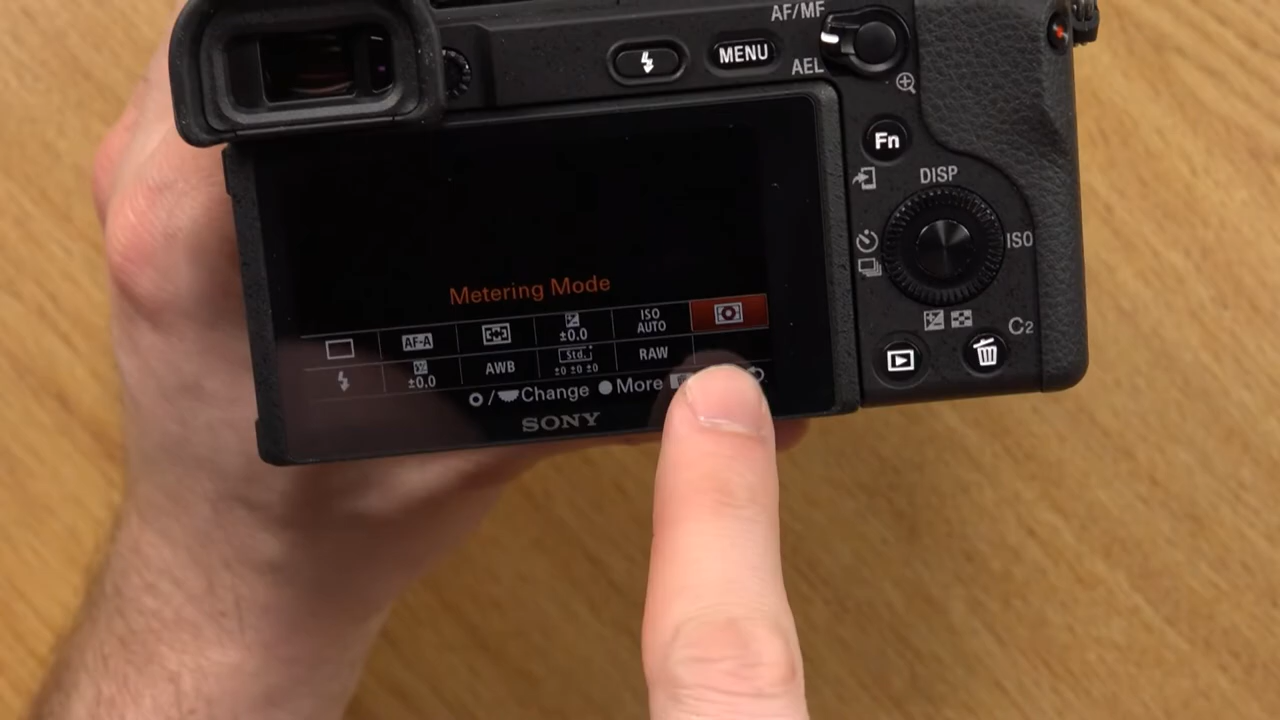 AF/MF
MENU
AEL
Fn
DISP
ISO
C2
Metering Mode
AF-A
±0.0
ISO AUTO
±0.0
AWB
Std.
±0 ±0 ±0
RAW
/ Change More
SONY